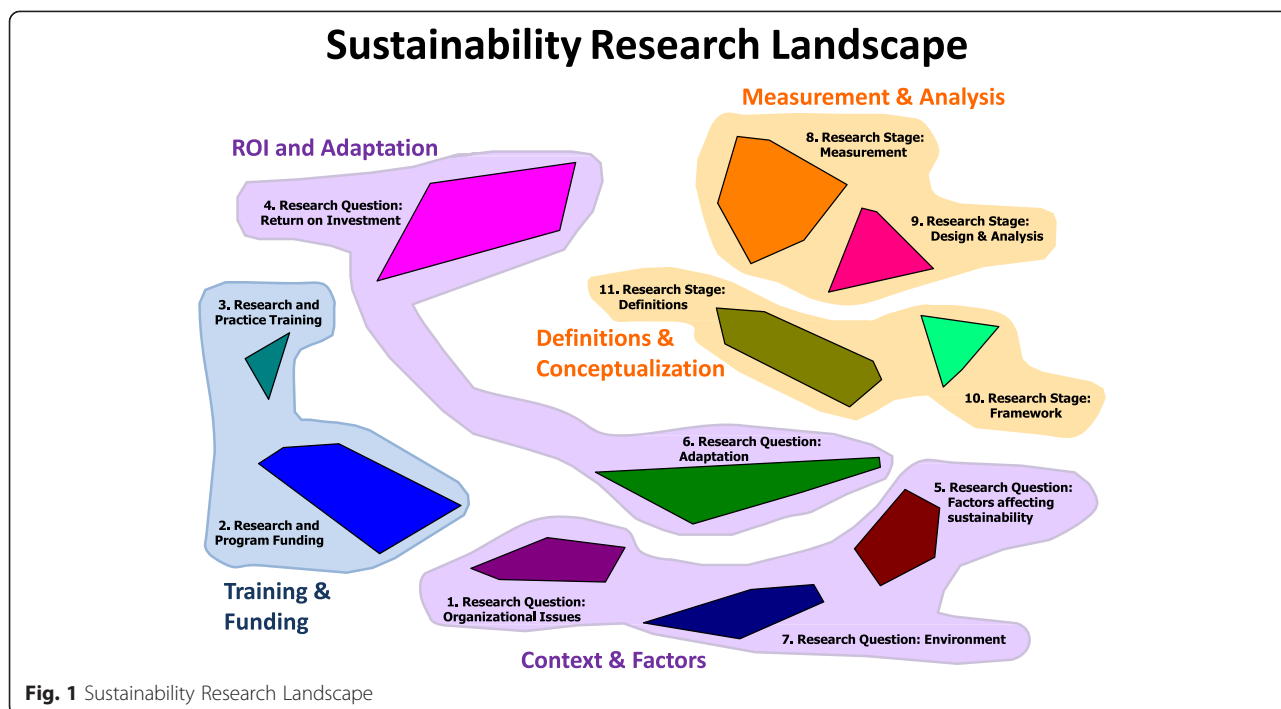 Sustainability Research Landscape
Measurement & Analysis
ROI and Adaptation
8. Research Stage:
Measurement
4. Research Question:
Return on Investment
9. Research Stage:
Design & Analysis
11. Research Stage:
Definitions
3. Research and
Practice Training
Definitions &
Conceptualization
10. Research Stage:
Framework
6. Research Question:
Adaptation
5. Research Question:
Factors affecting
sustainability
2. Research and
Program Funding
Training &
Funding
1. Research Question:
Organizational Issues
7. Research Question: Environment
Context & Factors
Fig. 1 Sustainability Research Landscape